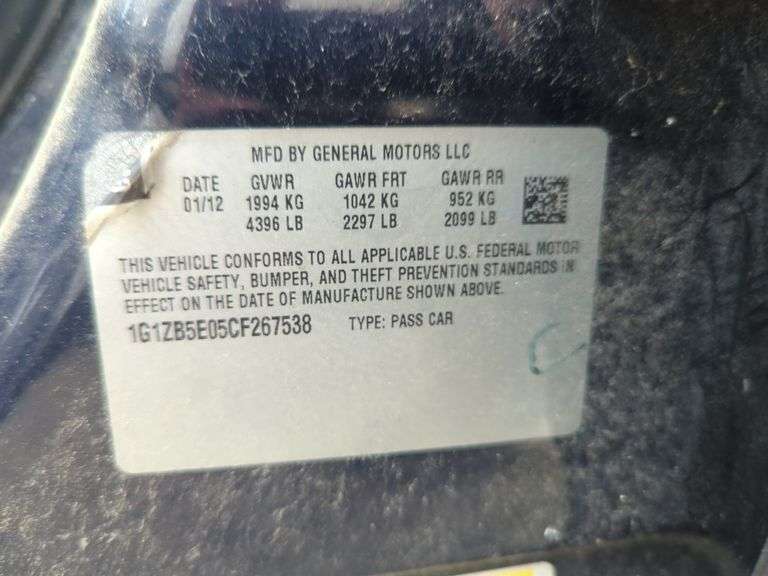 MFD BY GENERAL MOTORS LLC
DATE GVWR GAWR FRT GAWR RR
01/12 1994 KG 1042 KG 952 KG
4396 LB 2297 LB 2099 LB
THIS VEHICLE CONFORMS TO ALL APPLICABLE U.S. FEDERAL MOTOR
VEHICLE SAFETY, BUMPER, AND THEFT PREVENTION STANDARDS IN
EFFECT ON THE DATE OF MANUFACTURE SHOWN ABOVE.
1G1ZB5E05CF267538 TYPE: PASS CAR